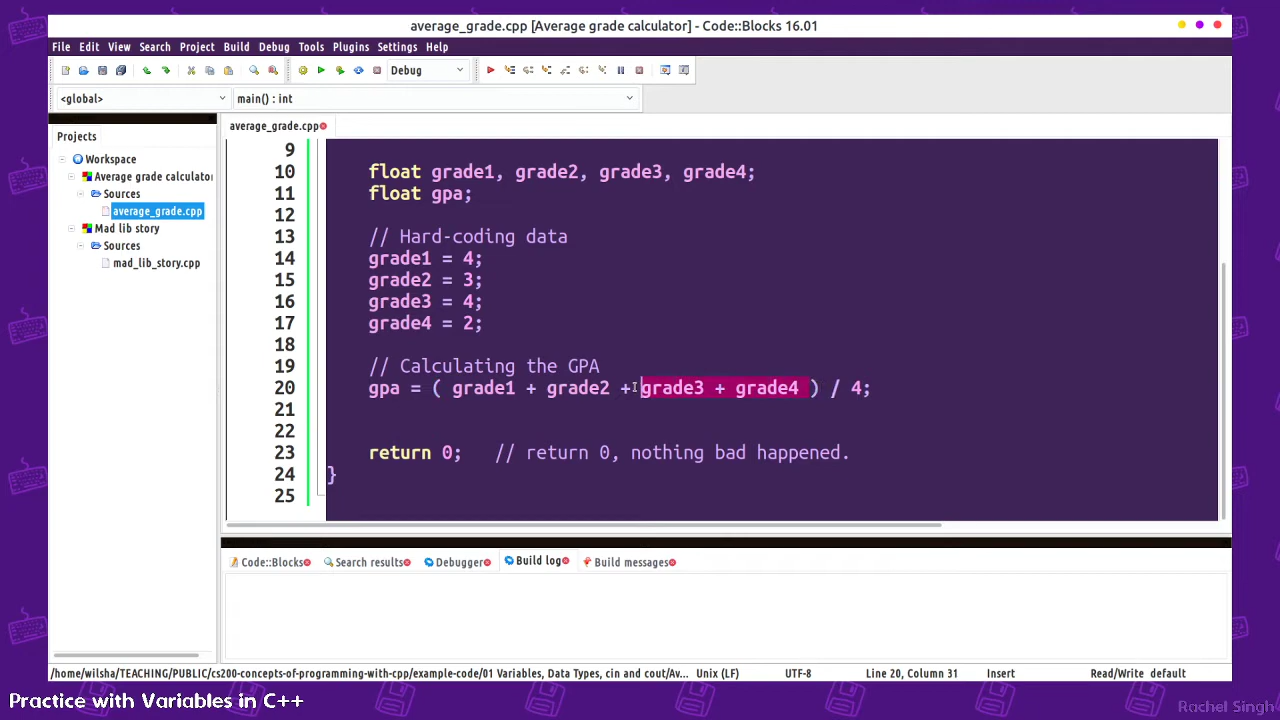 average_grade.cpp [Average grade calculator] - Code::Blocks 16.01
File Edit View Search Project Build Debug Tools Plugins Settings Help
Debug
<global> main() : int
Projects
Workspace
Average grade calculator
Sources
average_grade.cpp
Mad lib story
Sources
mad_lib_story.cpp
average_grade.cpp
9
10 float grade1, grade2, grade3, grade4;
11 float gpa;
12
13 // Hard-coding data
14 grade1 = 4;
15 grade2 = 3;
16 grade3 = 4;
17 grade4 = 2;
18
19 // Calculating the GPA
20 gpa = ( grade1 + grade2 + grade3 + grade4 ) / 4;
21
22
23 return 0; // return 0, nothing bad happened.
24 }
25
Code::Blocks Search results Debugger Build log Build messages
/home/wilsha/TEACHING/PUBLIC/cs200-concepts-of-programming-with-cpp/example-code/01 Variables, Data Types, cin and cout/Av... Unix (LF) UTF-8 Line 20, Column 31 Insert Read/Write default
Practice with Variables in C++
Rachel Singh